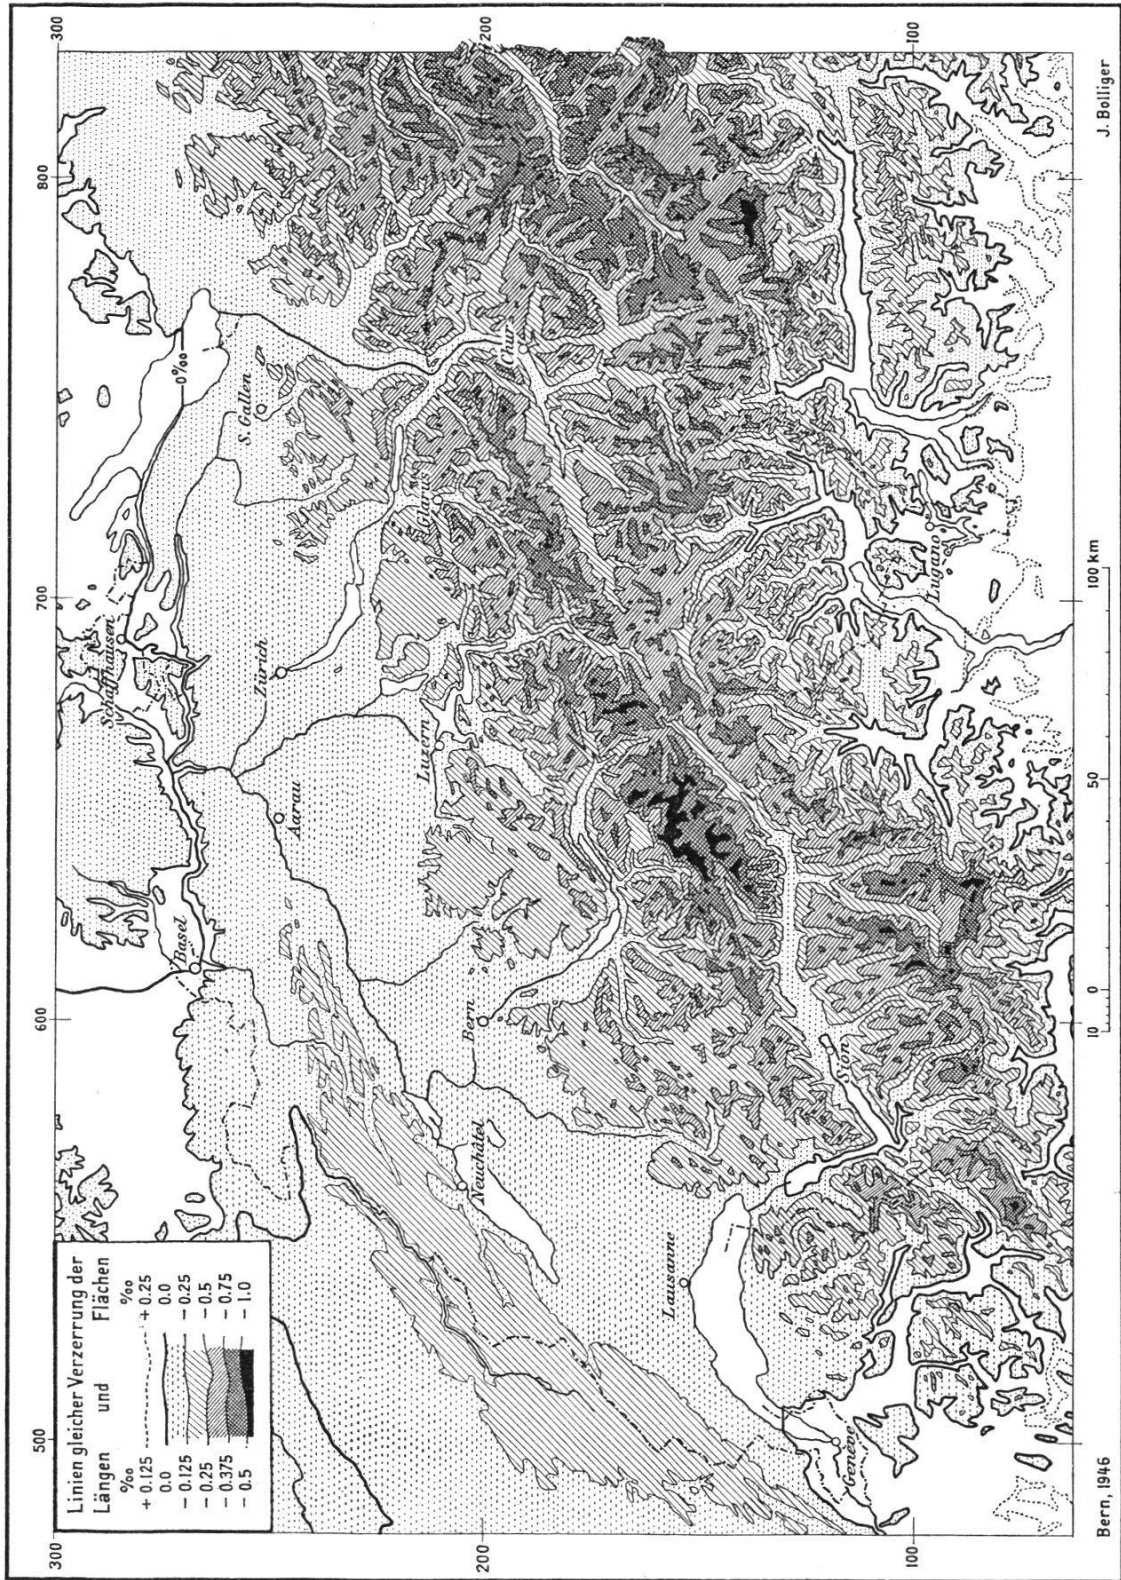 Linien gleicher Verzerrung der
Längen und Flächen
‰ ‰
+ 0.125 + 0.25
0.0 0.0
- 0.125 - 0.25
- 0.25 - 0.5
- 0.375 - 0.75
- 0.5 - 1.0
500
600
700
800
300
300
200
200
100
100
0‰
Schaffhausen
Basel
S. Gallen
Zürich
Aarau
Luzern
Glarus
Chur
Bern
Neuchâtel
Lausanne
Sion
Genève
Lugano
10 0 50 100 km
Bern, 1946
J. Bolliger